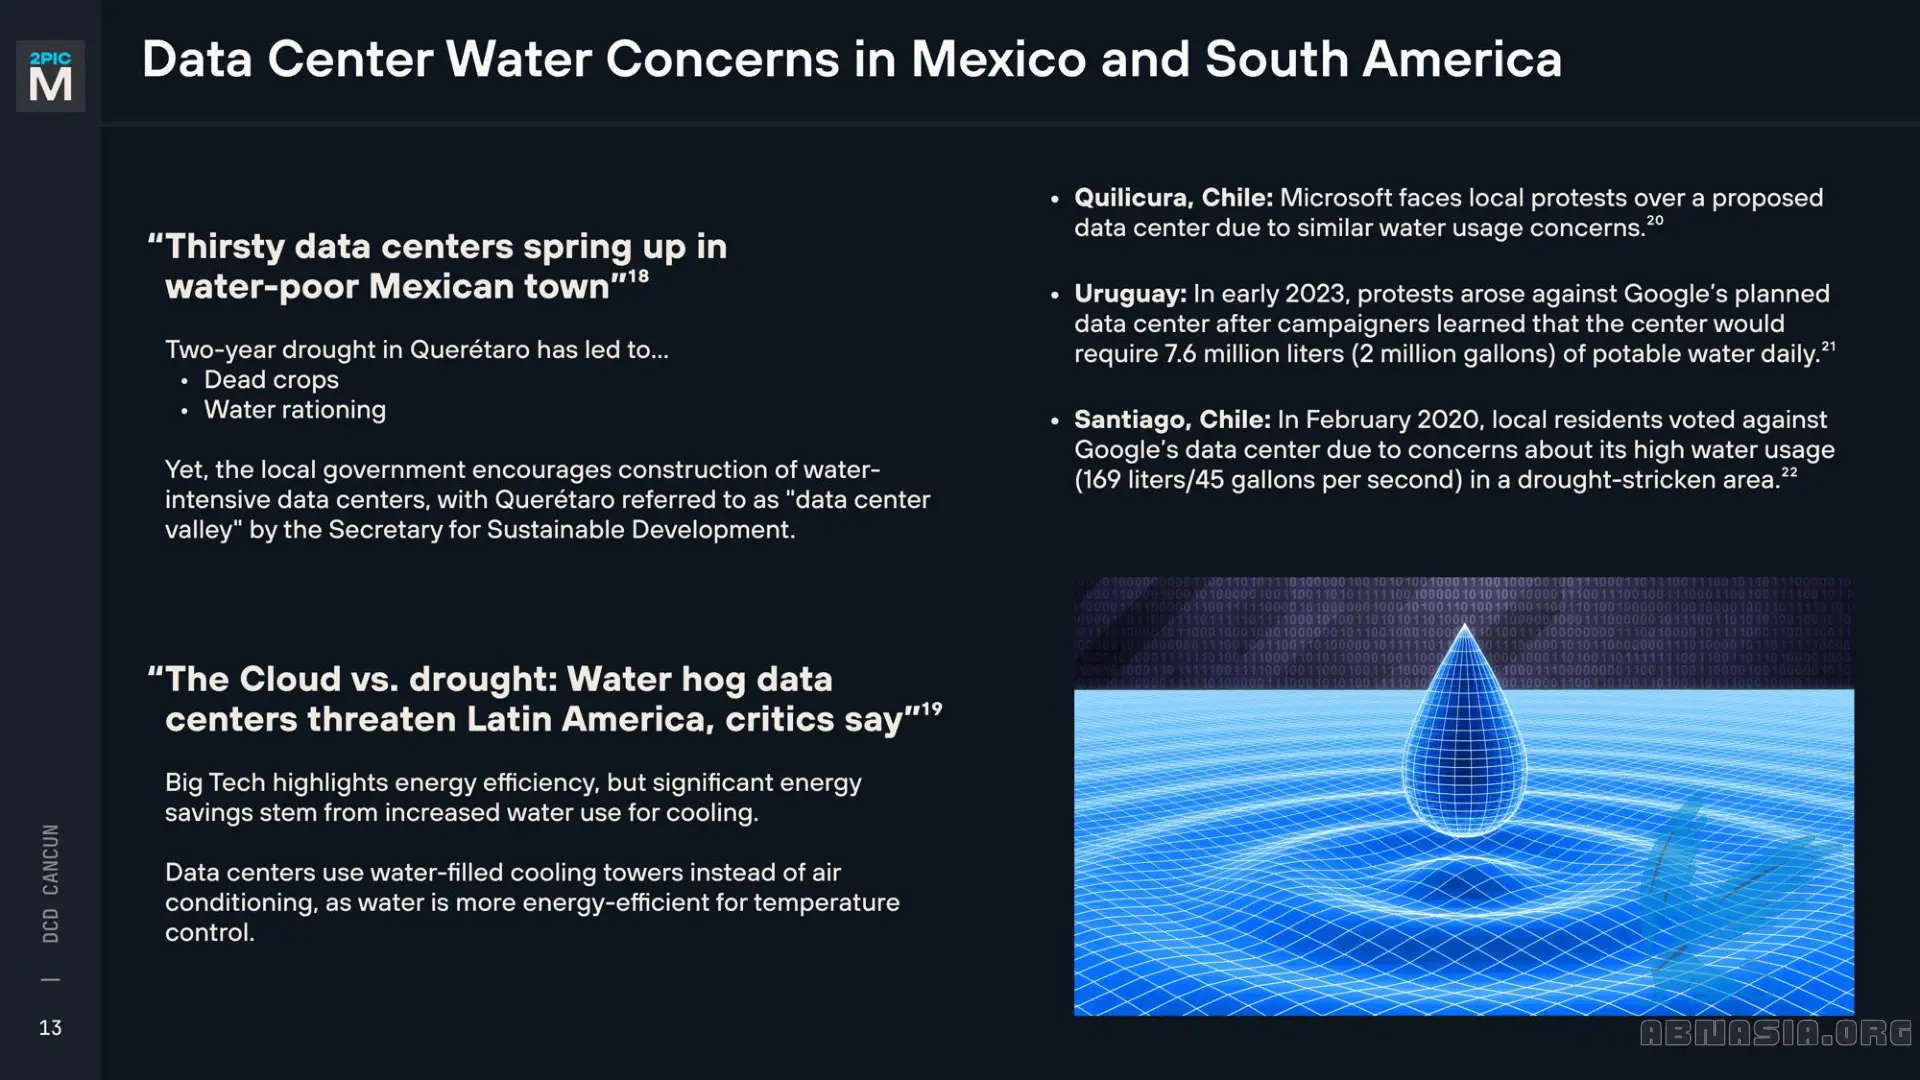 2PIC
M
Data Center Water Concerns in Mexico and South America
“Thirsty data centers spring up in
water-poor Mexican town”¹⁸
Two-year drought in Querétaro has led to...
• Dead crops
• Water rationing
Yet, the local government encourages construction of water-
intensive data centers, with Querétaro referred to as "data center
valley" by the Secretary for Sustainable Development.
“The Cloud vs. drought: Water hog data
centers threaten Latin America, critics say”¹⁹
Big Tech highlights energy efficiency, but significant energy
savings stem from increased water use for cooling.
Data centers use water-filled cooling towers instead of air
conditioning, as water is more energy-efficient for temperature
control.
• Quilicura, Chile: Microsoft faces local protests over a proposed
data center due to similar water usage concerns.²⁰
• Uruguay: In early 2023, protests arose against Google’s planned
data center after campaigners learned that the center would
require 7.6 million liters (2 million gallons) of potable water daily.²¹
• Santiago, Chile: In February 2020, local residents voted against
Google’s data center due to concerns about its high water usage
(169 liters/45 gallons per second) in a drought-stricken area.²²
DCD CANCUN
|
13
ABNASIA.ORG